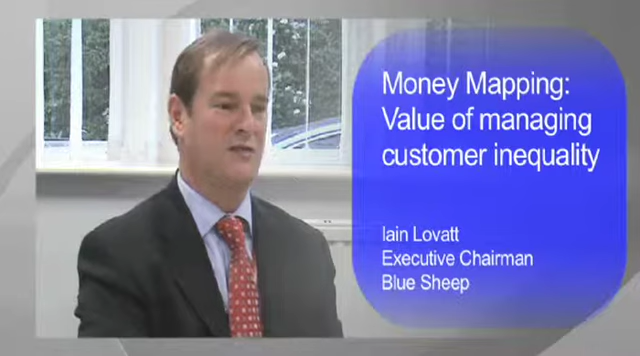 Money Mapping:
Value of managing
customer inequality
Iain Lovatt
Executive Chairman
Blue Sheep